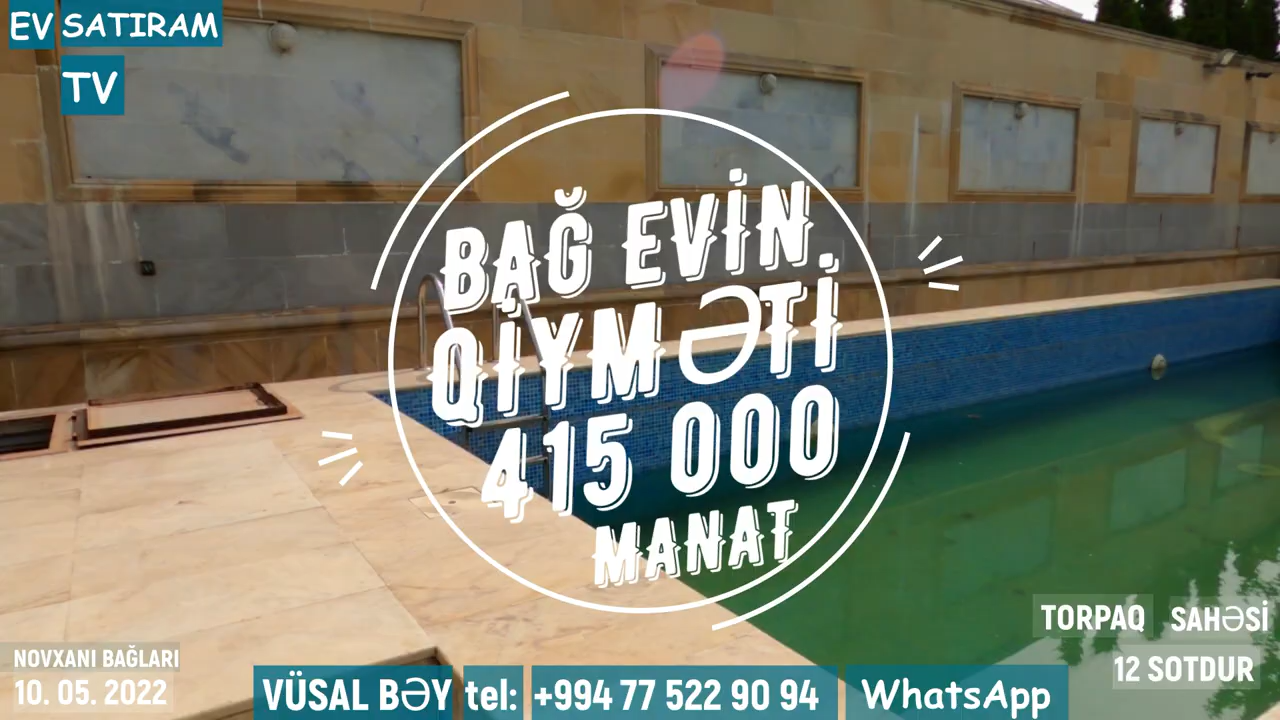 EV SATIRAM
TV
BAĞ EVİN
QİYMƏTİ
415 000
MANAT
TORPAQ SAHƏSİ
12 SOTDUR
NOVXANI BAĞLARI
10. 05. 2022
VÜSAL BƏY tel: +994 77 522 90 94 WhatsApp